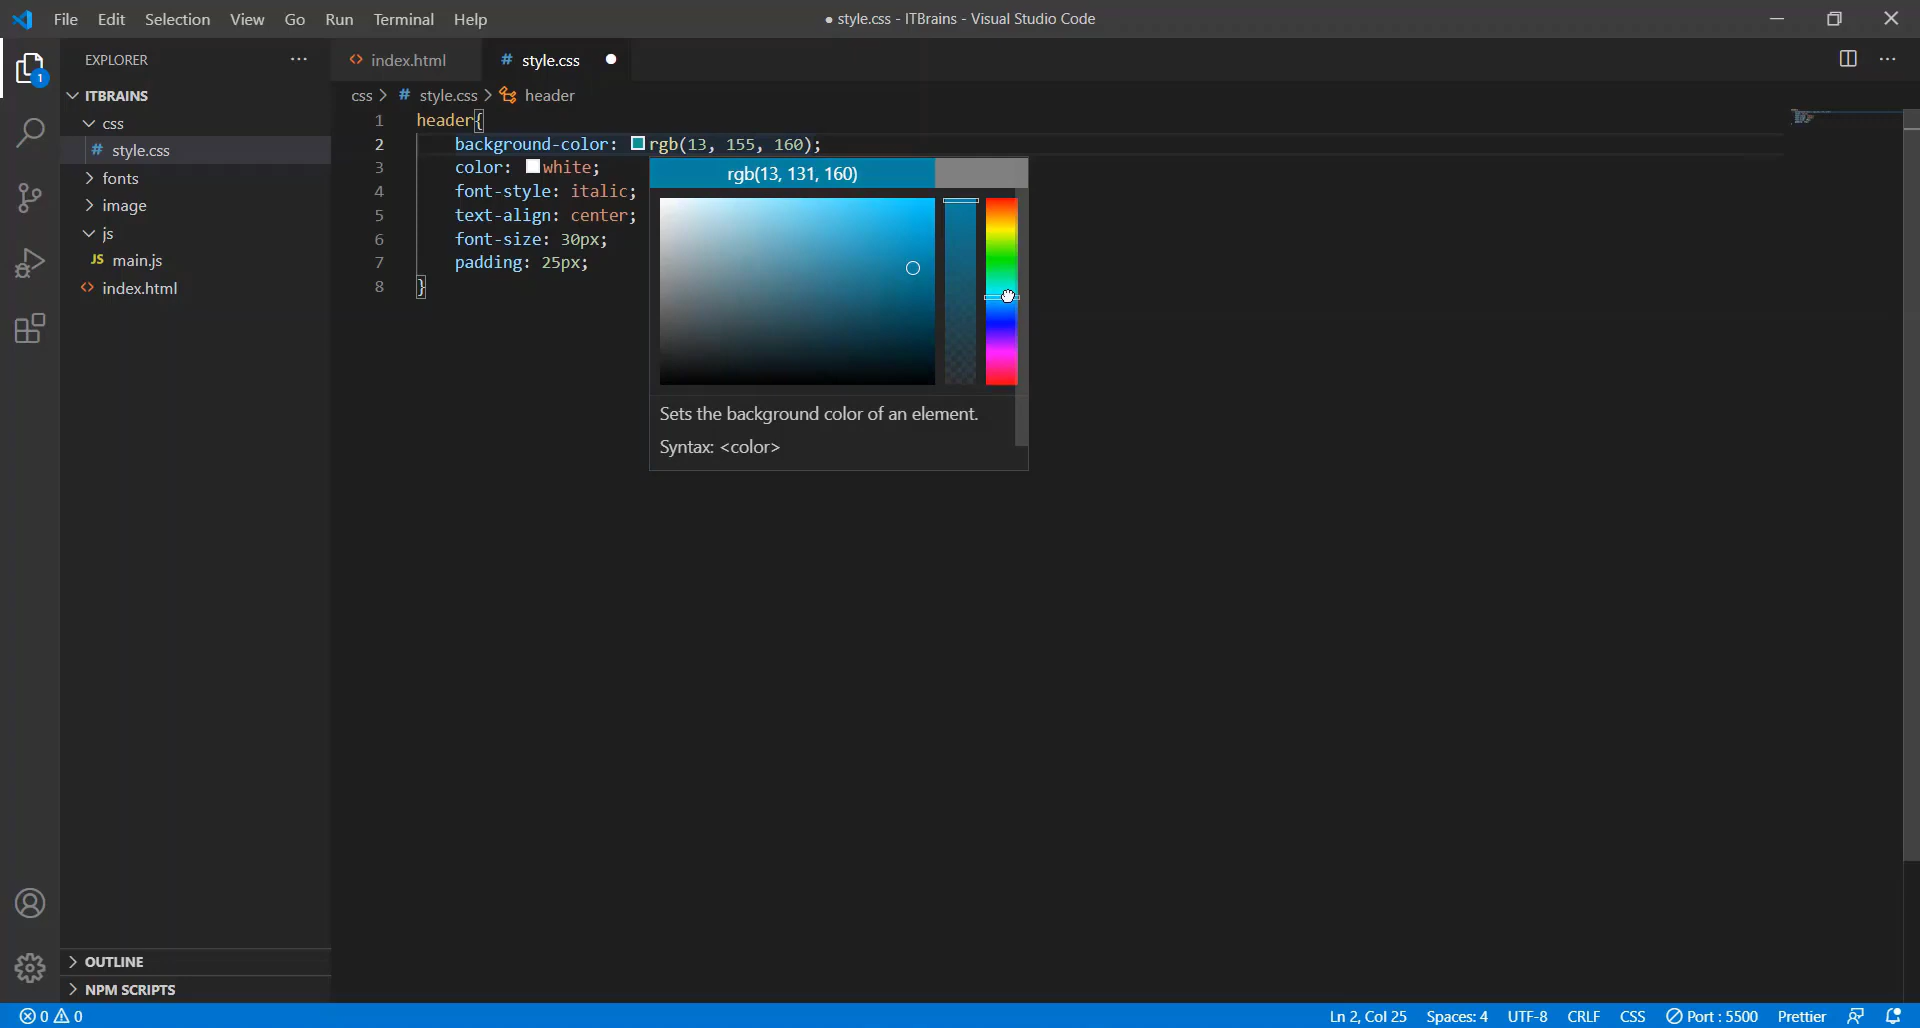 File Edit Selection View Go Run Terminal Help
● style.css - ITBrains - Visual Studio Code
EXPLORER
1
ITBRAINS
css
# style.css
fonts
image
js
JS main.js
<> index.html
OUTLINE
NPM SCRIPTS
<> index.html
# style.css ●
css > # style.css > header
1 header{
2 background-color: rgb(13, 155, 160);
3 color: white;
4 font-style: italic;
5 text-align: center;
6 font-size: 30px;
7 padding: 25px;
8 }
rgb(13, 131, 160)
Sets the background color of an element.
Syntax: <color>
0 0
Ln 2, Col 25 Spaces: 4 UTF-8 CRLF CSS Port : 5500 Prettier